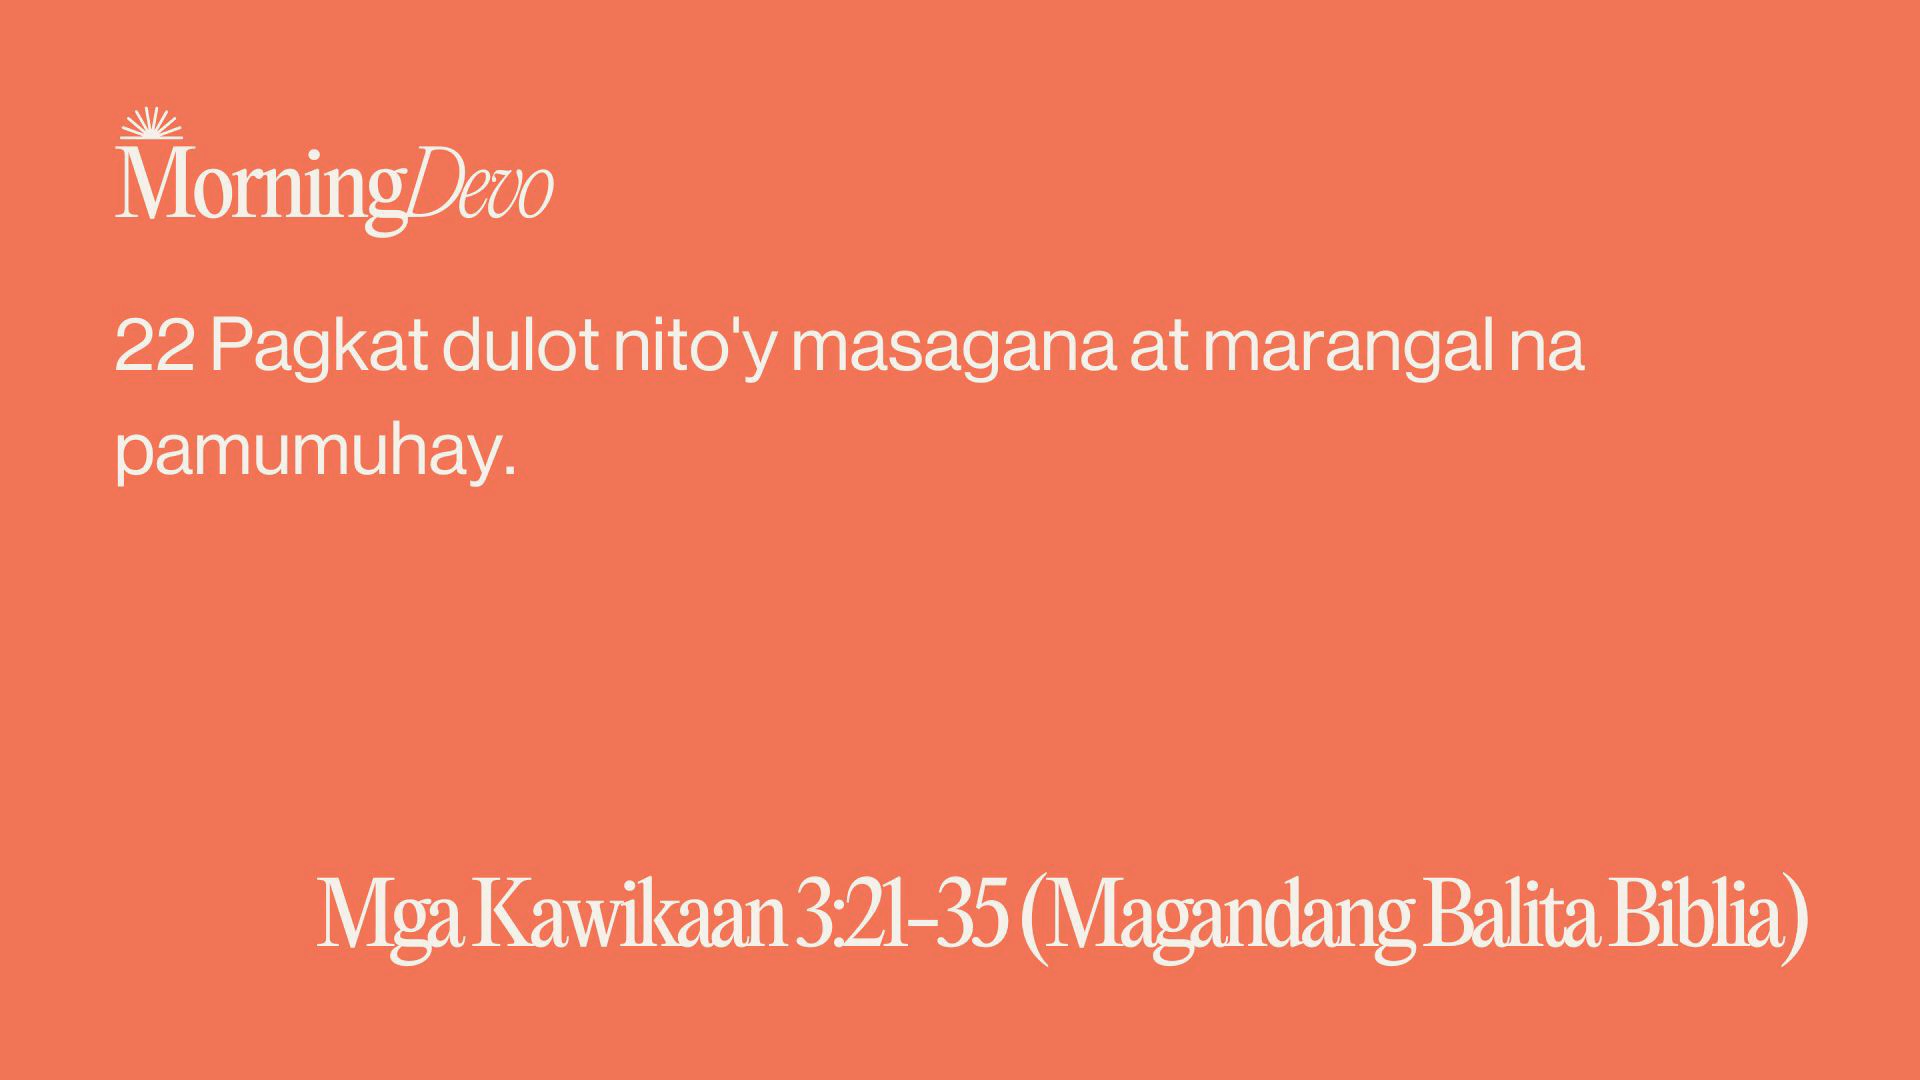 MorningDevo
22 Pagkat dulot nito'y masagana at marangal na
pamumuhay.
Mga Kawikaan 3:21-35 (Magandang Balita Biblia)